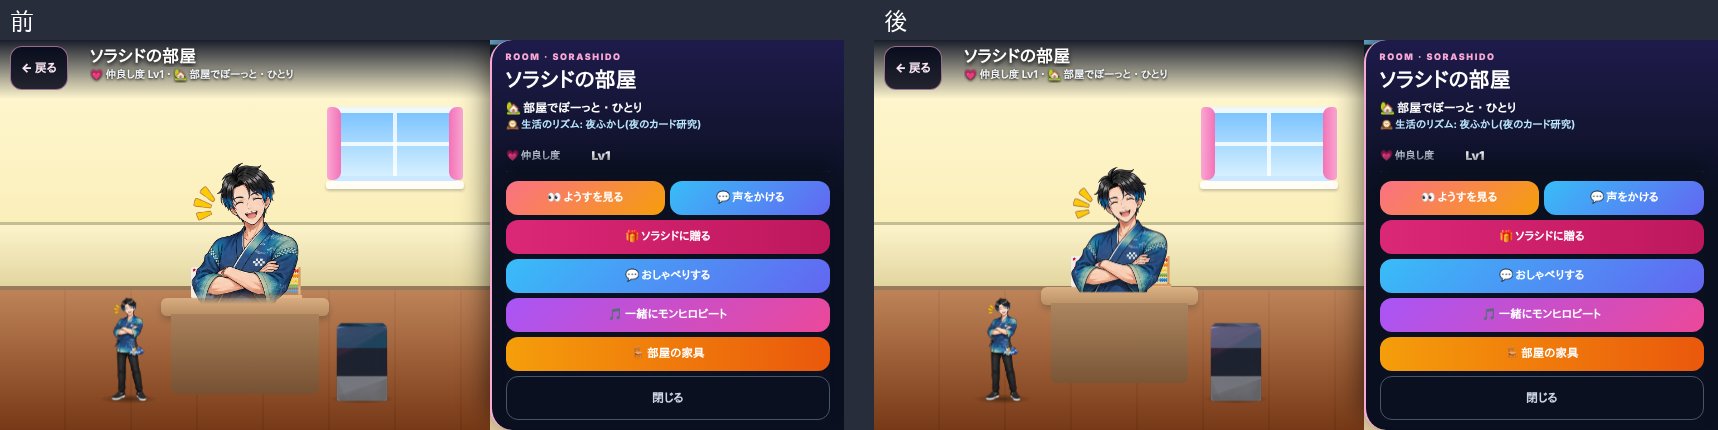 前
← 戻る
ソラシドの部屋
💗 仲良し度 Lv1・🏡 部屋でぼーっと・ひとり
ROOM · SORASHIDO
ソラシドの部屋
🏡 部屋でぼーっと・ひとり
🕰️ 生活のリズム: 夜ふかし(夜のカード研究)
💗 仲良し度 Lv1
👀 ようすを見る
💬 声をかける
🎁 ソラシドに贈る
💬 おしゃべりする
🎵 一緒にモンヒロビート
🪑 部屋の家具
閉じる
後
← 戻る
ソラシドの部屋
💗 仲良し度 Lv1・🏡 部屋でぼーっと・ひとり
ROOM · SORASHIDO
ソラシドの部屋
🏡 部屋でぼーっと・ひとり
🕰️ 生活のリズム: 夜ふかし(夜のカード研究)
💗 仲良し度 Lv1
👀 ようすを見る
💬 声をかける
🎁 ソラシドに贈る
💬 おしゃべりする
🎵 一緒にモンヒロビート
🪑 部屋の家具
閉じる